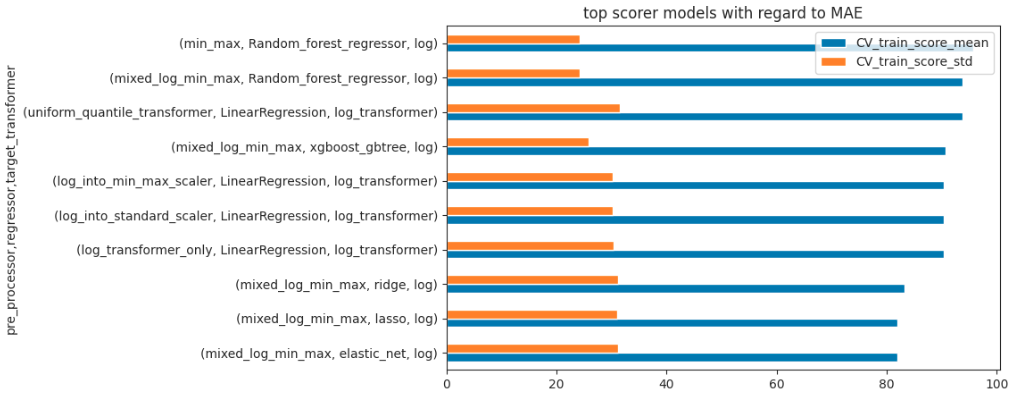 top scorer models with regard to MAE
CV_train_score_mean
CV_train_score_std
pre_processor,regressor,target_transformer
(min_max, Random_forest_regressor, log)
(mixed_log_min_max, Random_forest_regressor, log)
(uniform_quantile_transformer, LinearRegression, log_transformer)
(mixed_log_min_max, xgboost_gbtree, log)
(log_into_min_max_scaler, LinearRegression, log_transformer)
(log_into_standard_scaler, LinearRegression, log_transformer)
(log_transformer_only, LinearRegression, log_transformer)
(mixed_log_min_max, ridge, log)
(mixed_log_min_max, lasso, log)
(mixed_log_min_max, elastic_net, log)
0 20 40 60 80 100